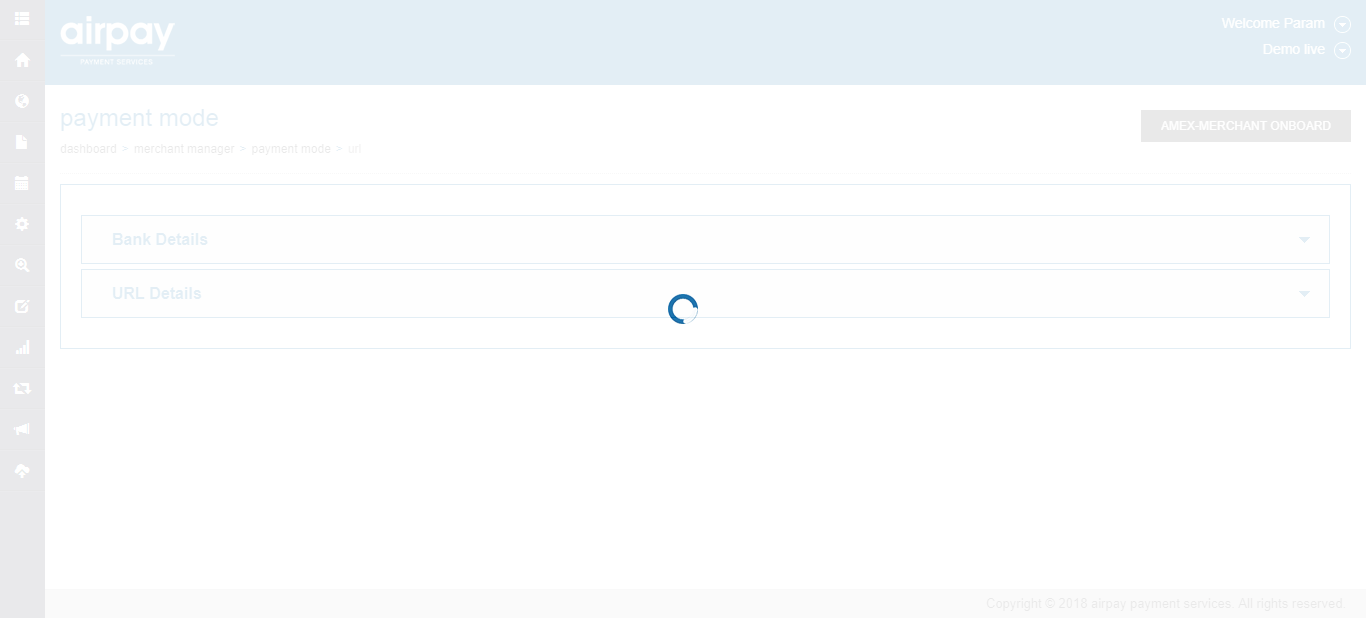 airpay
PAYMENT SERVICES
Welcome Param
Demo live
payment mode
AMEX-MERCHANT ONBOARD
dashboard > merchant manager > payment mode > url
Bank Details
URL Details
Copyright © 2018 airpay payment services. All rights reserved